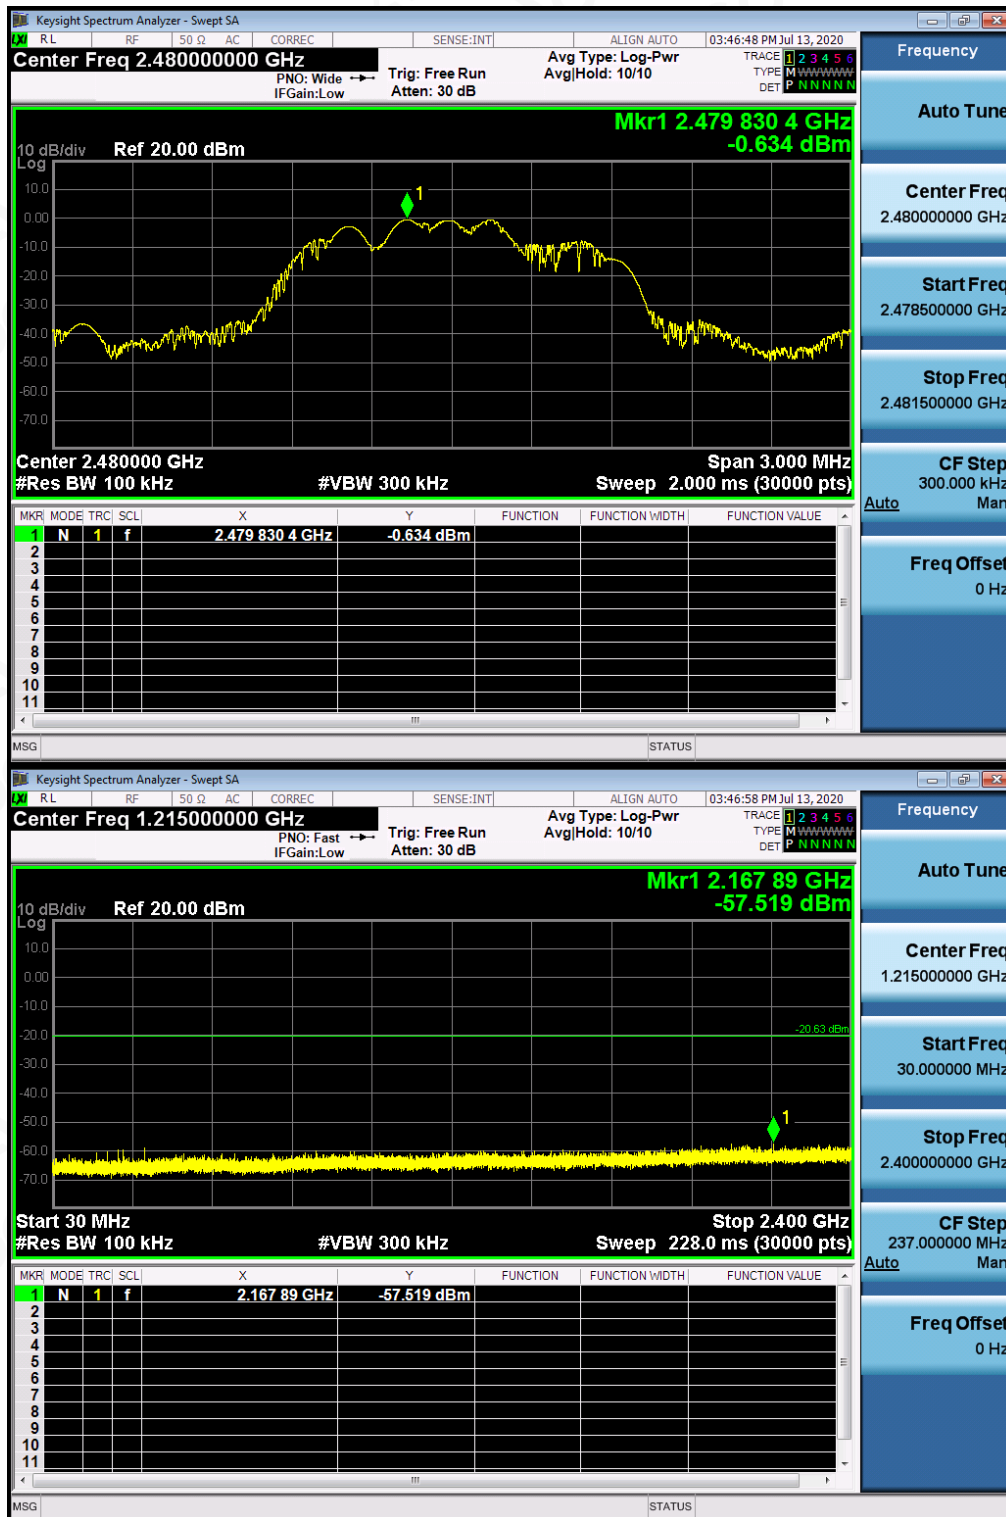 Keysight Spectrum Analyzer - Swept SA
LXI RL RF 50 Ω AC CORREC SENSE:INT ALIGN AUTO 03:46:48 PM Jul 13, 2020
Center Freq 2.480000000 GHz
PNO: Wide
IFGain:Low
Trig: Free Run
Atten: 30 dB
Avg Type: Log-Pwr
Avg|Hold: 10/10
TRACE 1 2 3 4 5 6
TYPE M WWWWW
DET P N N N N N
Mkr1 2.479 830 4 GHz
-0.634 dBm
10 dB/div Ref 20.00 dBm
Log
10.0
0.00
-10.0
-20.0
-30.0
-40.0
-50.0
-60.0
-70.0
1
Center 2.480000 GHz Span 3.000 MHz
#Res BW 100 kHz #VBW 300 kHz Sweep 2.000 ms (30000 pts)
MKR MODE TRC SCL X Y FUNCTION FUNCTION WIDTH FUNCTION VALUE
1 N 1 f 2.479 830 4 GHz -0.634 dBm
2
3
4
5
6
7
8
9
10
11
MSG STATUS
Frequency
Auto Tune
Center Freq
2.480000000 GHz
Start Freq
2.478500000 GHz
Stop Freq
2.481500000 GHz
CF Step
300.000 kHz
Auto Man
Freq Offset
0 Hz
Keysight Spectrum Analyzer - Swept SA
LXI RL RF 50 Ω AC CORREC SENSE:INT ALIGN AUTO 03:46:58 PM Jul 13, 2020
Center Freq 1.215000000 GHz
PNO: Fast
IFGain:Low
Trig: Free Run
Atten: 30 dB
Avg Type: Log-Pwr
Avg|Hold: 10/10
TRACE 1 2 3 4 5 6
TYPE M WWWWW
DET P N N N N N
Mkr1 2.167 89 GHz
-57.519 dBm
10 dB/div Ref 20.00 dBm
Log
10.0
0.00
-10.0
-20.0
-30.0
-40.0
-50.0
-60.0
-70.0
-20.63 dBm
1
Start 30 MHz Stop 2.400 GHz
#Res BW 100 kHz #VBW 300 kHz Sweep 228.0 ms (30000 pts)
MKR MODE TRC SCL X Y FUNCTION FUNCTION WIDTH FUNCTION VALUE
1 N 1 f 2.167 89 GHz -57.519 dBm
2
3
4
5
6
7
8
9
10
11
MSG STATUS
Frequency
Auto Tune
Center Freq
1.215000000 GHz
Start Freq
30.000000 MHz
Stop Freq
2.400000000 GHz
CF Step
237.000000 MHz
Auto Man
Freq Offset
0 Hz